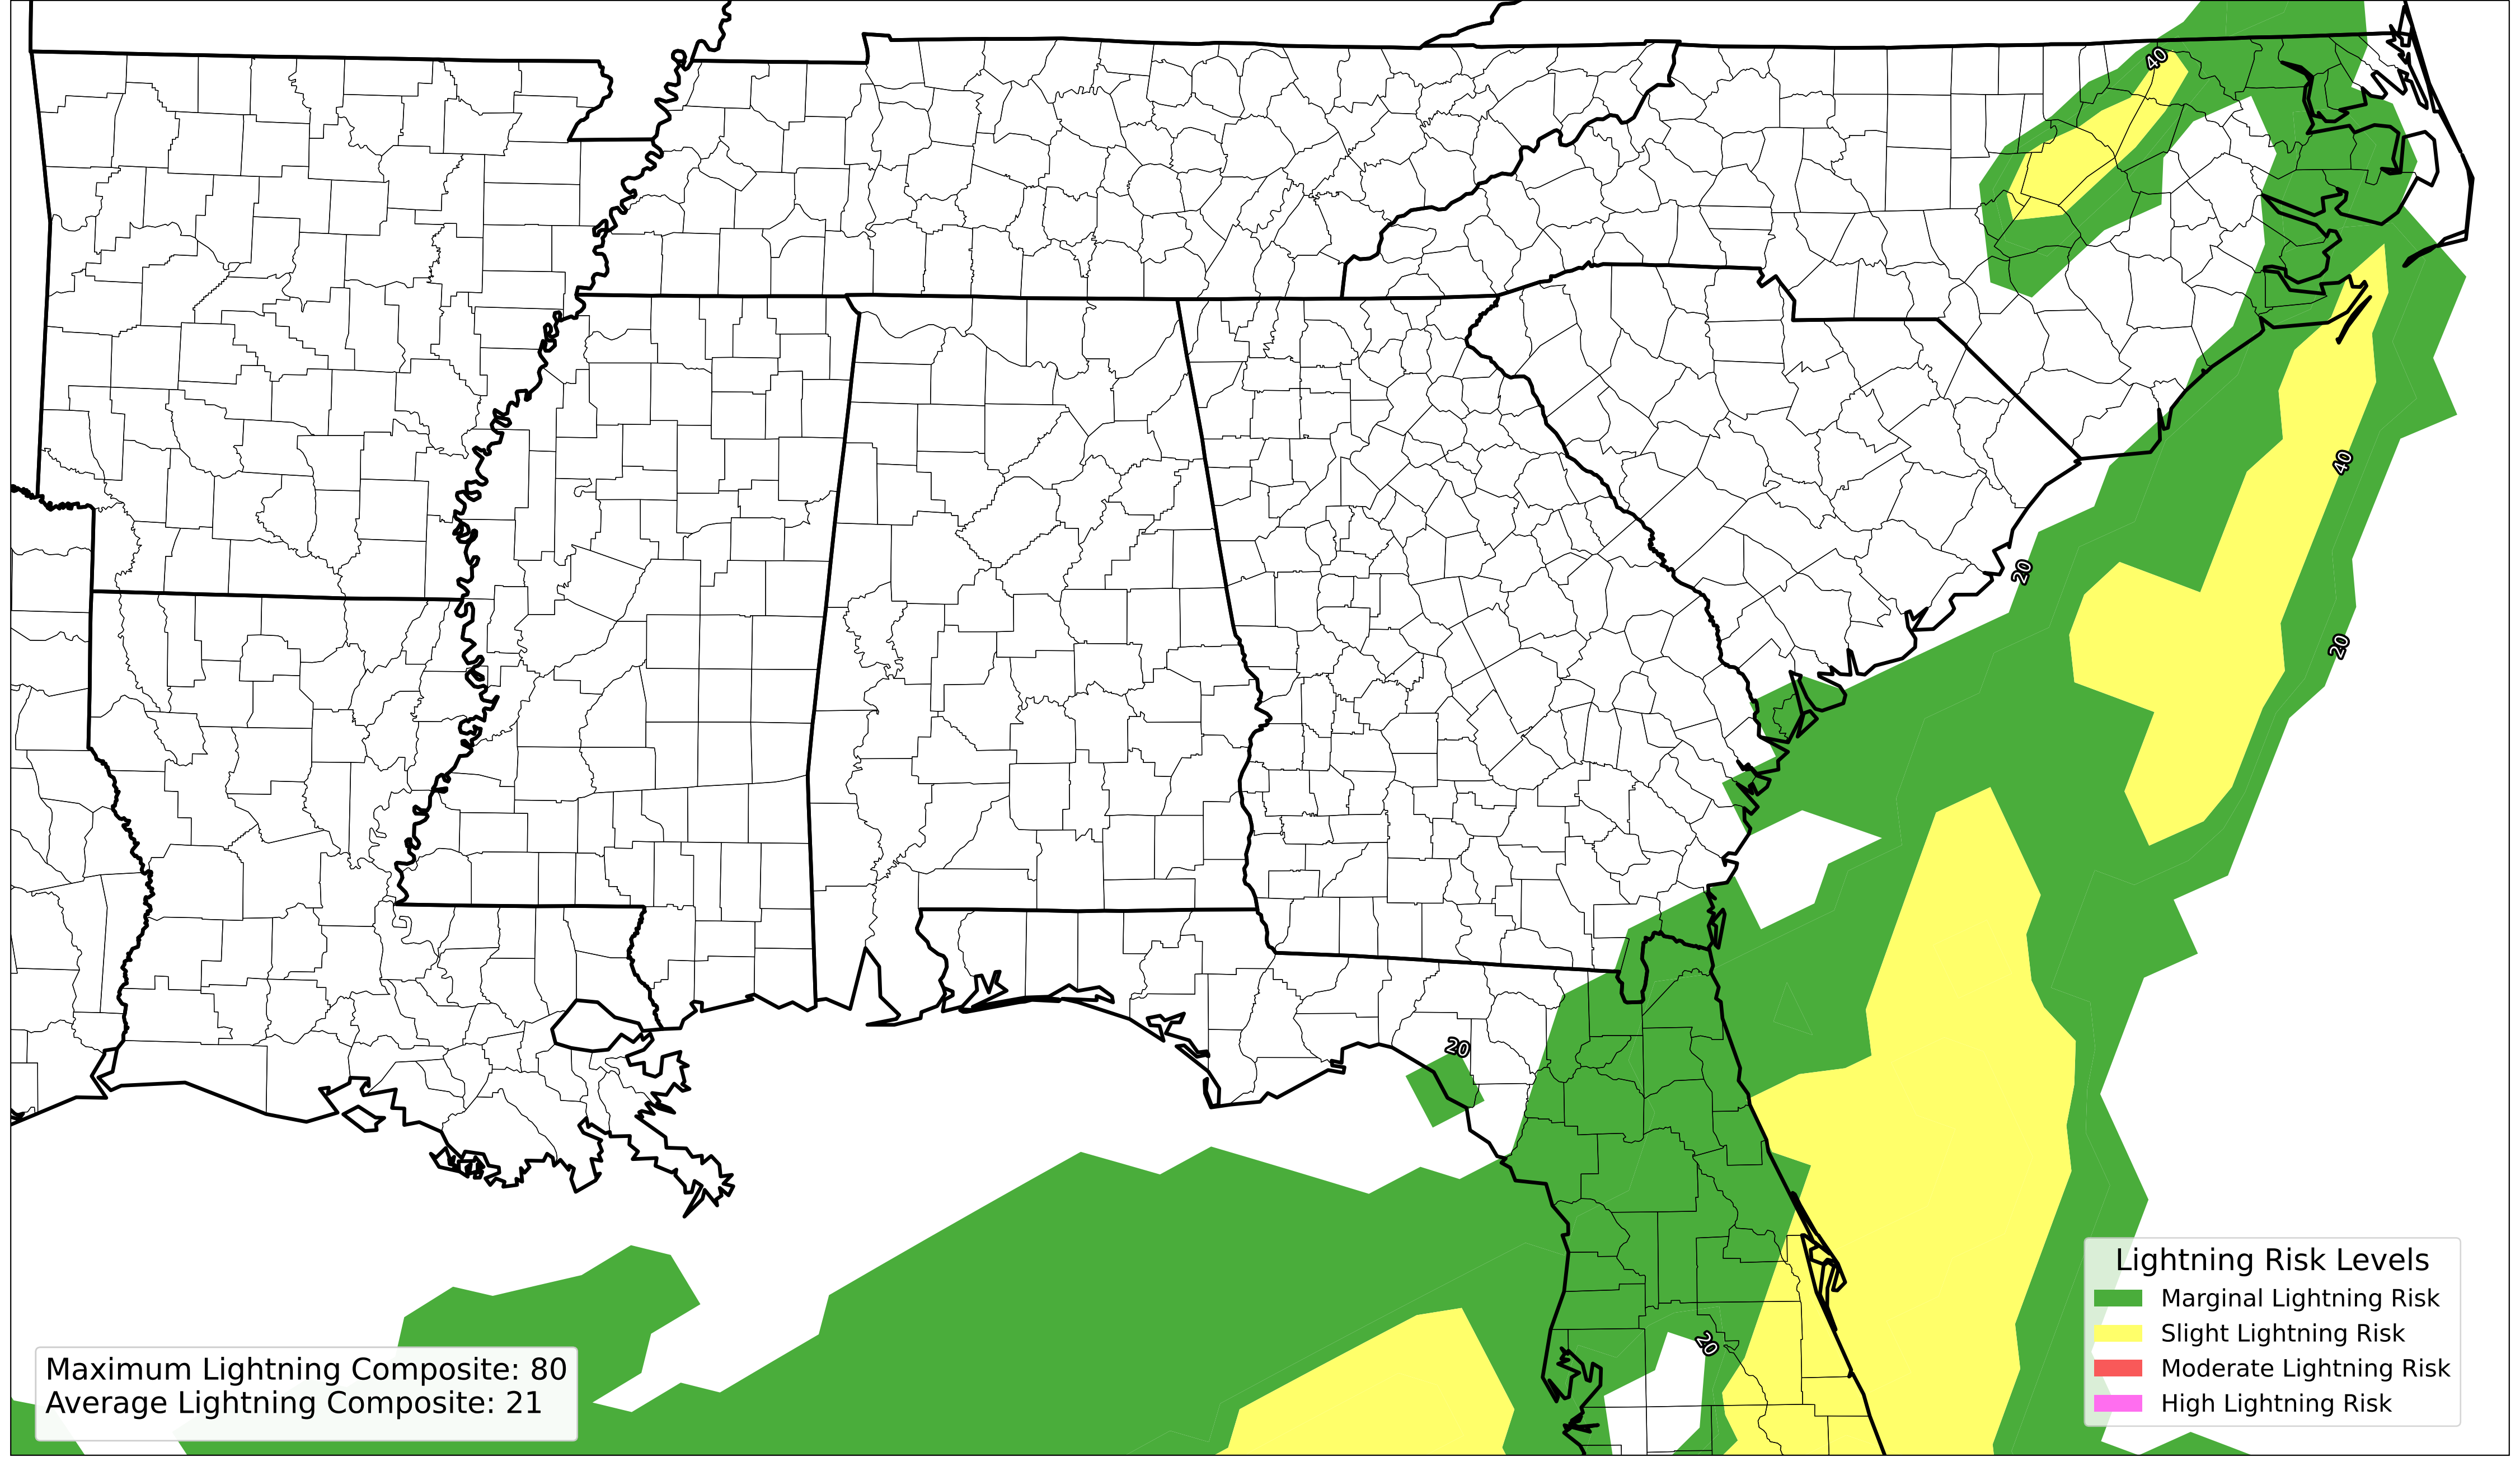 40
40
20
20
20
20
Lightning Risk Levels
Marginal Lightning Risk
Slight Lightning Risk
Moderate Lightning Risk
High Lightning Risk
Maximum Lightning Composite: 80
Average Lightning Composite: 21